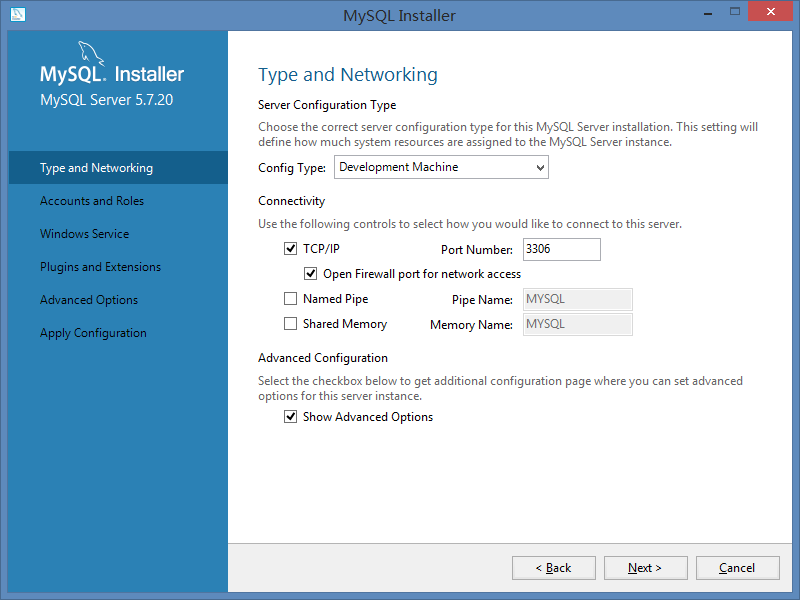 MySQL Installer
MySQL. Installer
MySQL Server 5.7.20
Type and Networking
Accounts and Roles
Windows Service
Plugins and Extensions
Advanced Options
Apply Configuration
Type and Networking
Server Configuration Type
Choose the correct server configuration type for this MySQL Server installation. This setting will
define how much system resources are assigned to the MySQL Server instance.
Config Type: Development Machine
Connectivity
Use the following controls to select how you would like to connect to this server.
TCP/IP Port Number: 3306
Open Firewall port for network access
Named Pipe Pipe Name: MYSQL
Shared Memory Memory Name: MYSQL
Advanced Configuration
Select the checkbox below to get additional configuration page where you can set advanced
options for this server instance.
Show Advanced Options
< Back Next > Cancel